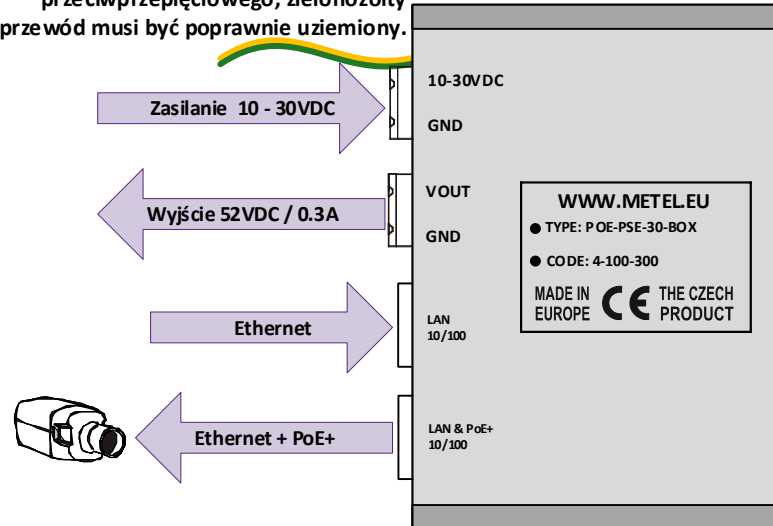 przeciwprzepięciowego, zielonożółty
przewód musi być poprawnie uziemiony.
10-30VDC
Zasilanie 10 - 30VDC
GND
VOUT
Wyjście 52VDC / 0.3A
GND
WWW.METEL.EU
TYPE: POE-PSE-30-BOX
CODE: 4-100-300
MADE IN EUROPE CE THE CZECH PRODUCT
Ethernet
LAN
10/100
Ethernet + PoE+
LAN & PoE+
10/100